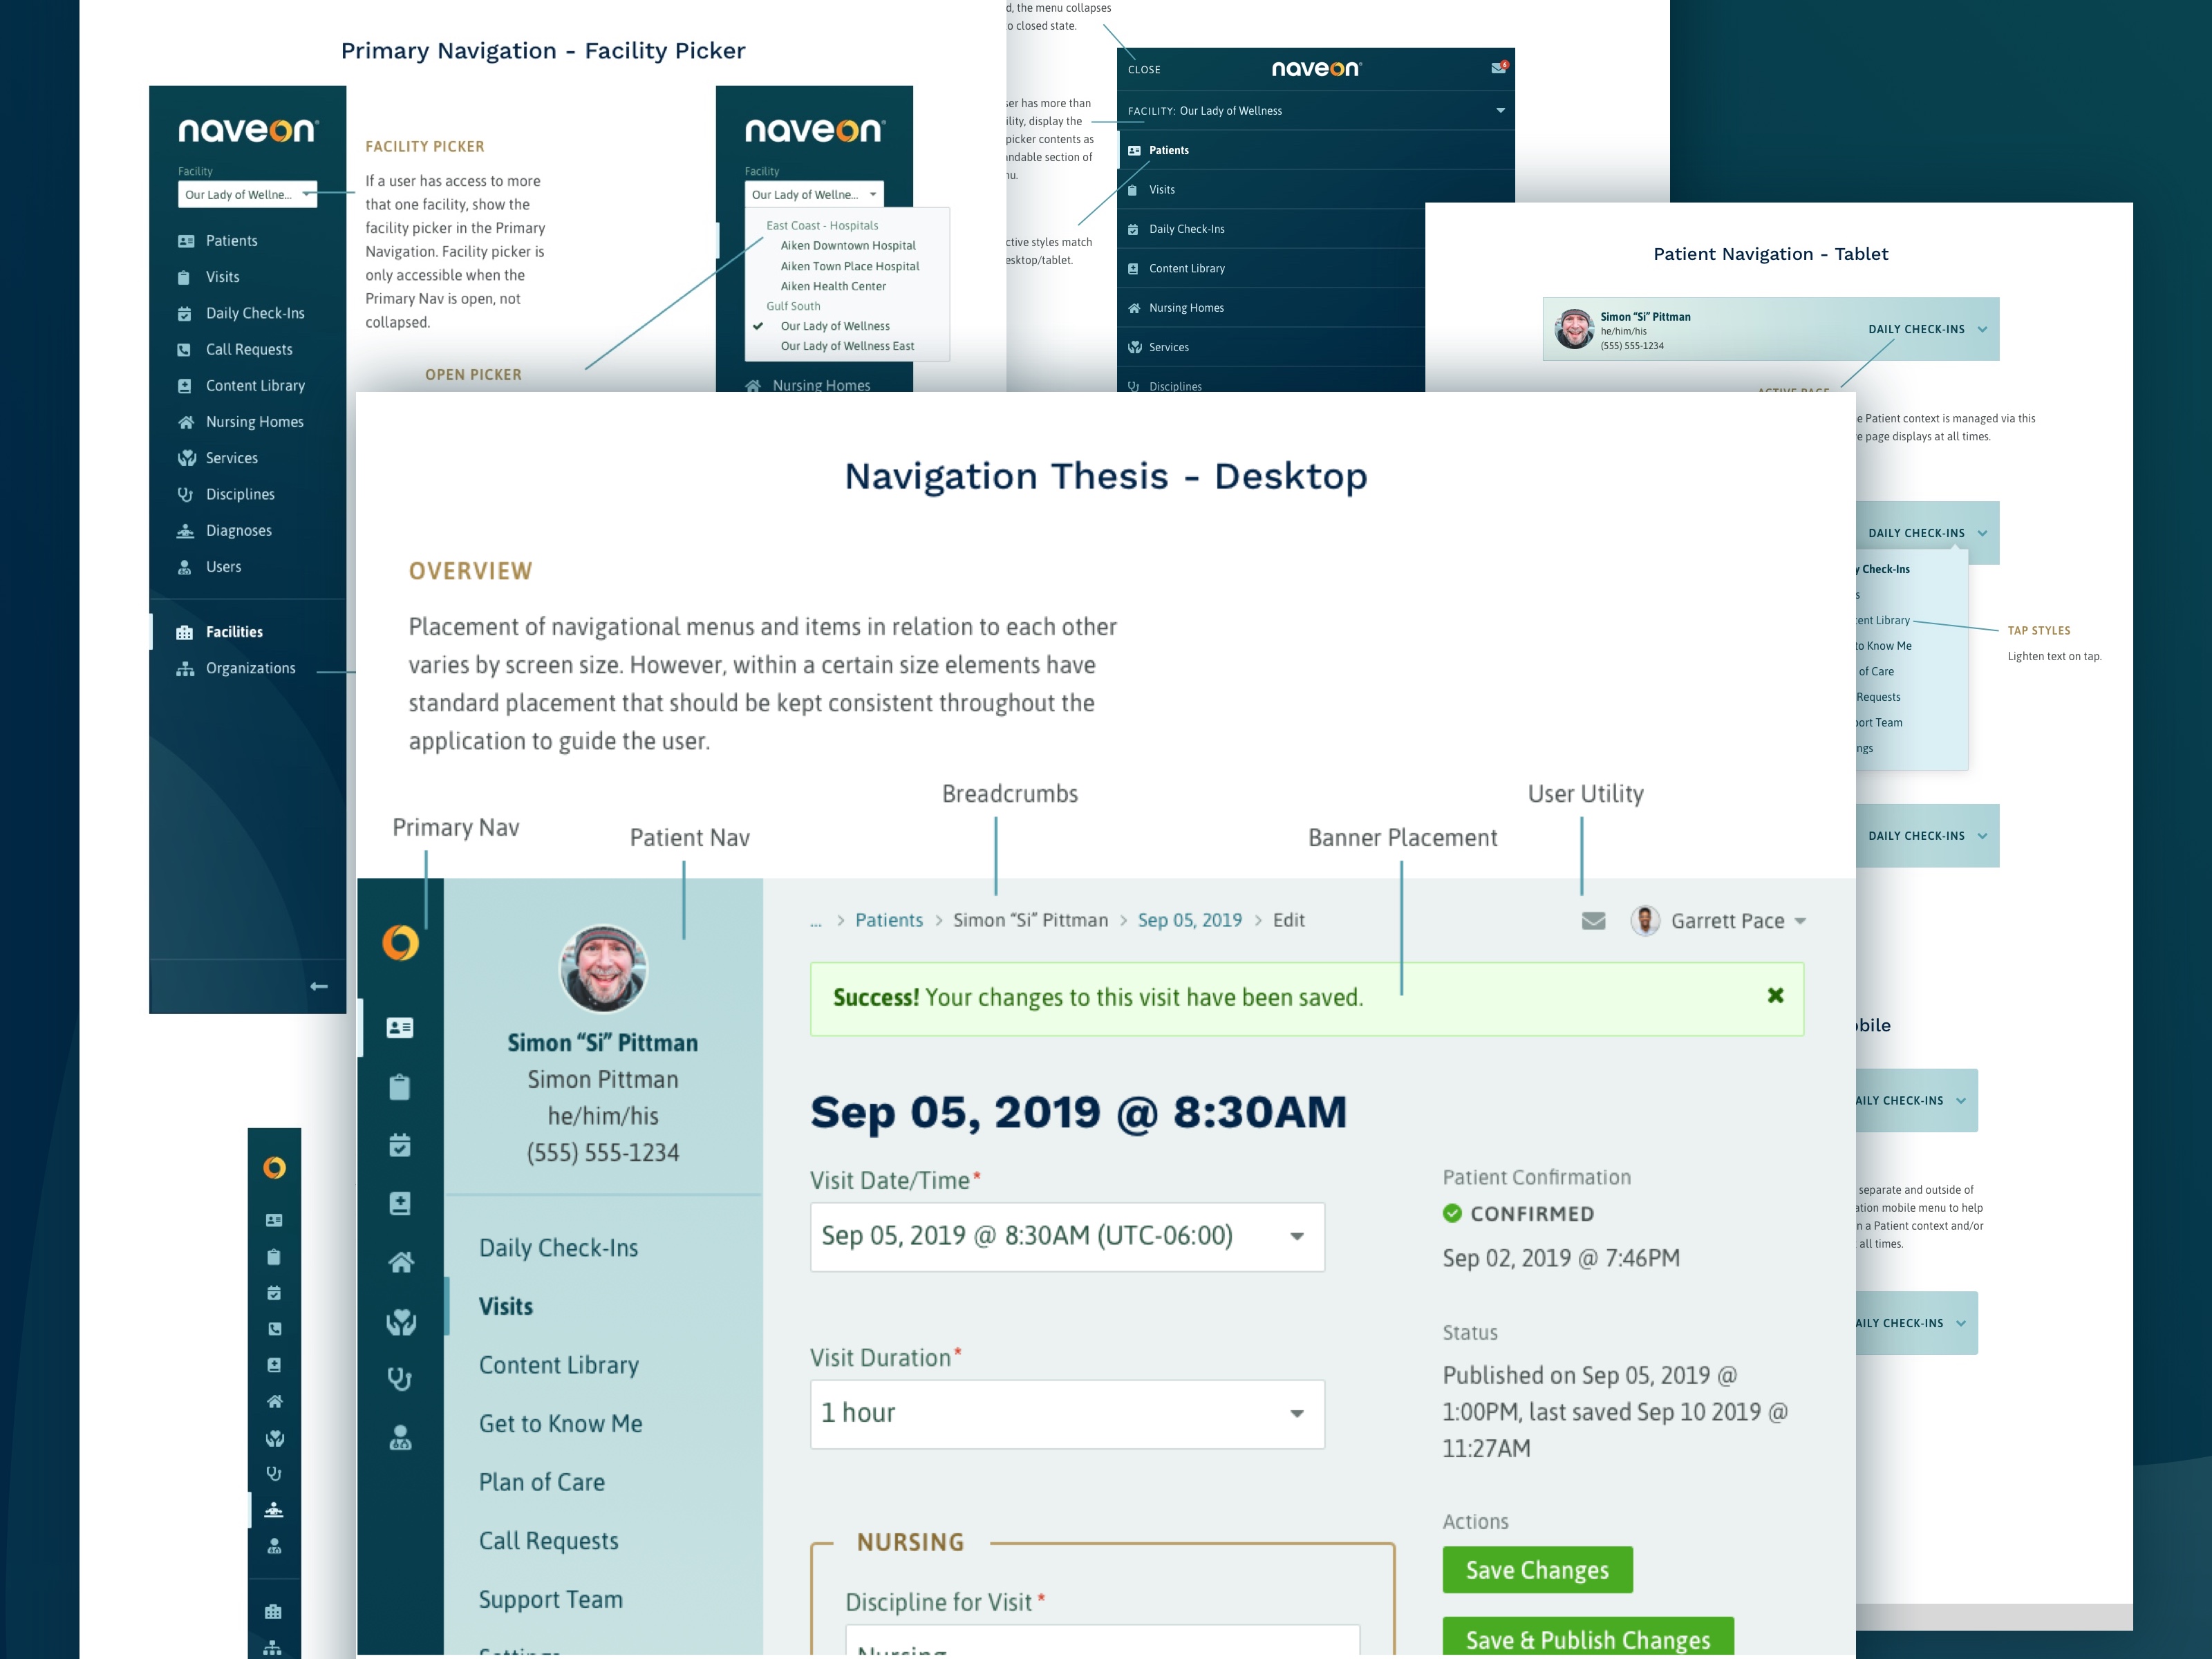 Primary Navigation - Facility Picker
naveon
Facility
Our Lady of Wellne...
Patients
Visits
Daily Check-Ins
Call Requests
Content Library
Nursing Homes
Services
Disciplines
Diagnoses
Users
Facilities
Organizations
FACILITY PICKER
If a user has access to more
that one facility, show the
facility picker in the Primary
Navigation. Facility picker is
only accessible when the
Primary Nav is open, not
collapsed.
OPEN PICKER
naveon
Facility
Our Lady of Wellne...
East Coast - Hospitals
Aiken Downtown Hospital
Aiken Town Place Hospital
Aiken Health Center
Gulf South
Our Lady of Wellness
Our Lady of Wellness East
Nursing Homes
the menu collapses
o closed state.
ser has more than
ility, display the
picker contents as
ndable section of
nu.
ctive styles match
esktop/tablet.
CLOSE
naveon
6
FACILITY: Our Lady of Wellness
Patients
Visits
Daily Check-Ins
Content Library
Nursing Homes
Services
Disciplines
Patient Navigation - Tablet
Simon “Si” Pittman
he/him/his
(555) 555-1234
DAILY CHECK-INS
ACTIVE PAGE
e Patient context is managed via this
e page displays at all times.
DAILY CHECK-INS
y Check-Ins
s
ent Library
to Know Me
of Care
Requests
port Team
ngs
TAP STYLES
Lighten text on tap.
DAILY CHECK-INS
obile
AILY CHECK-INS
separate and outside of
ation mobile menu to help
n a Patient context and/or
all times.
AILY CHECK-INS
Navigation Thesis - Desktop
OVERVIEW
Placement of navigational menus and items in relation to each other
varies by screen size. However, within a certain size elements have
standard placement that should be kept consistent throughout the
application to guide the user.
Primary Nav
Patient Nav
Breadcrumbs
Banner Placement
User Utility
... > Patients > Simon “Si” Pittman > Sep 05, 2019 > Edit
Garrett Pace
Success! Your changes to this visit have been saved.
Simon “Si” Pittman
Simon Pittman
he/him/his
(555) 555-1234
Daily Check-Ins
Visits
Content Library
Get to Know Me
Plan of Care
Call Requests
Support Team
Settings
Sep 05, 2019 @ 8:30AM
Visit Date/Time*
Sep 05, 2019 @ 8:30AM (UTC-06:00)
Visit Duration*
1 hour
NURSING
Discipline for Visit *
Nursing
Patient Confirmation
CONFIRMED
Sep 02, 2019 @ 7:46PM
Status
Published on Sep 05, 2019 @
1:00PM, last saved Sep 10 2019 @
11:27AM
Actions
Save Changes
Save & Publish Changes